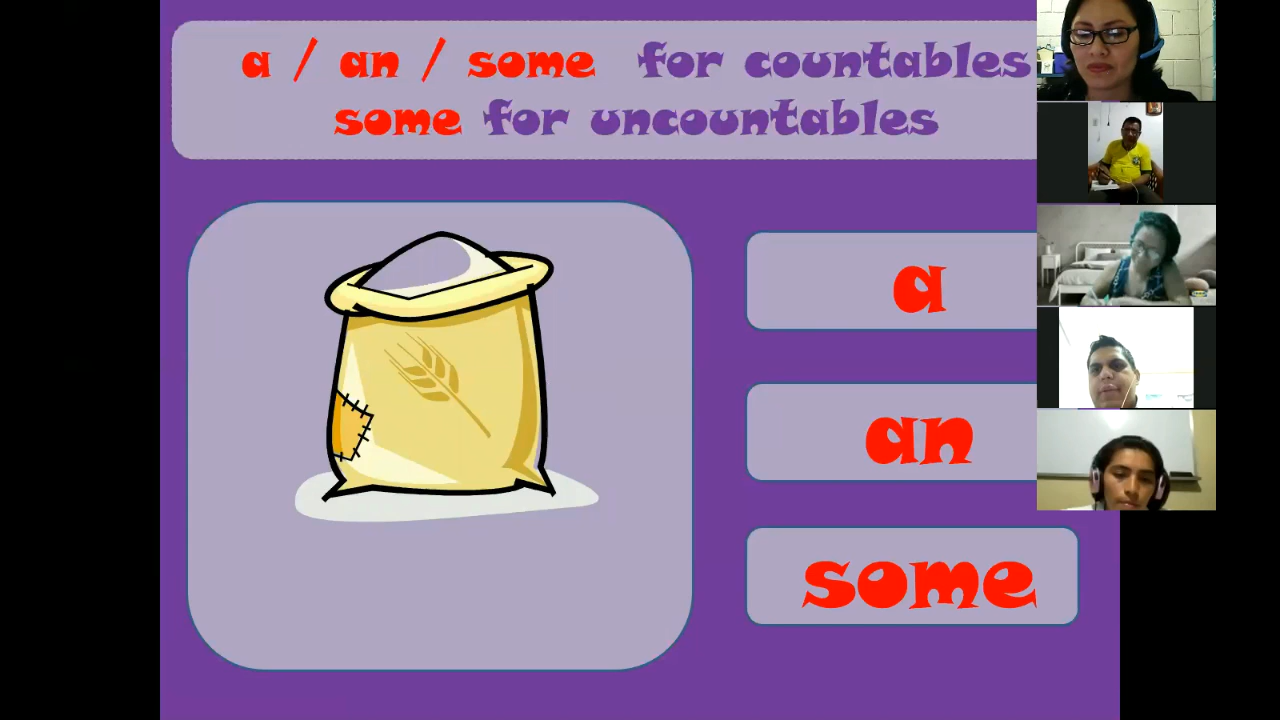 a / an / some for countables
some for uncountables
a
an
some